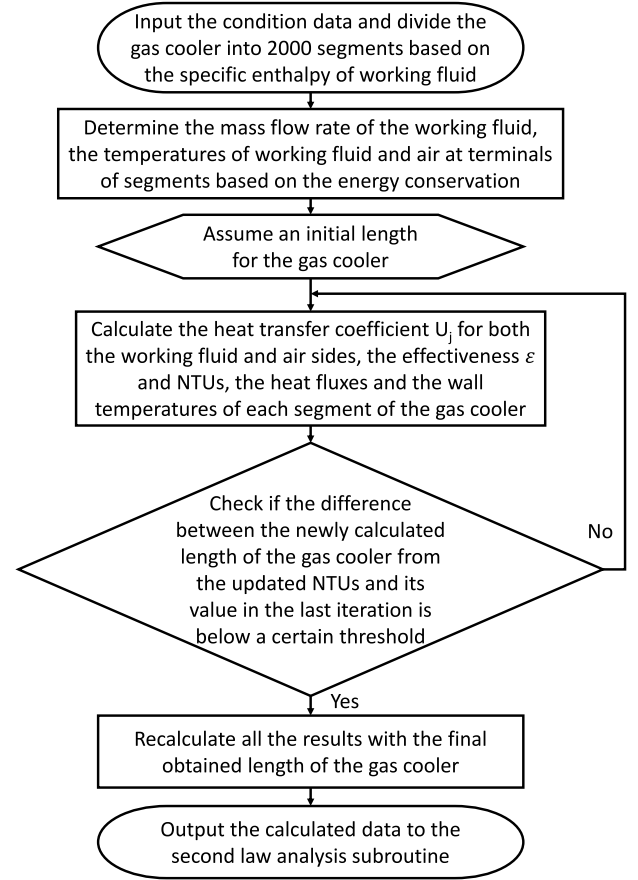 Input the condition data and divide the
gas cooler into 2000 segments based on
the specific enthalpy of working fluid
Determine the mass flow rate of the working fluid,
the temperatures of working fluid and air at terminals
of segments based on the energy conservation
Assume an initial length
for the gas cooler
Calculate the heat transfer coefficient Uj for both
the working fluid and air sides, the effectiveness ε
and NTUs, the heat fluxes and the wall
temperatures of each segment of the gas cooler
Check if the difference
between the newly calculated
length of the gas cooler from
the updated NTUs and its
value in the last iteration is
below a certain threshold
No
Yes
Recalculate all the results with the final
obtained length of the gas cooler
Output the calculated data to the
second law analysis subroutine